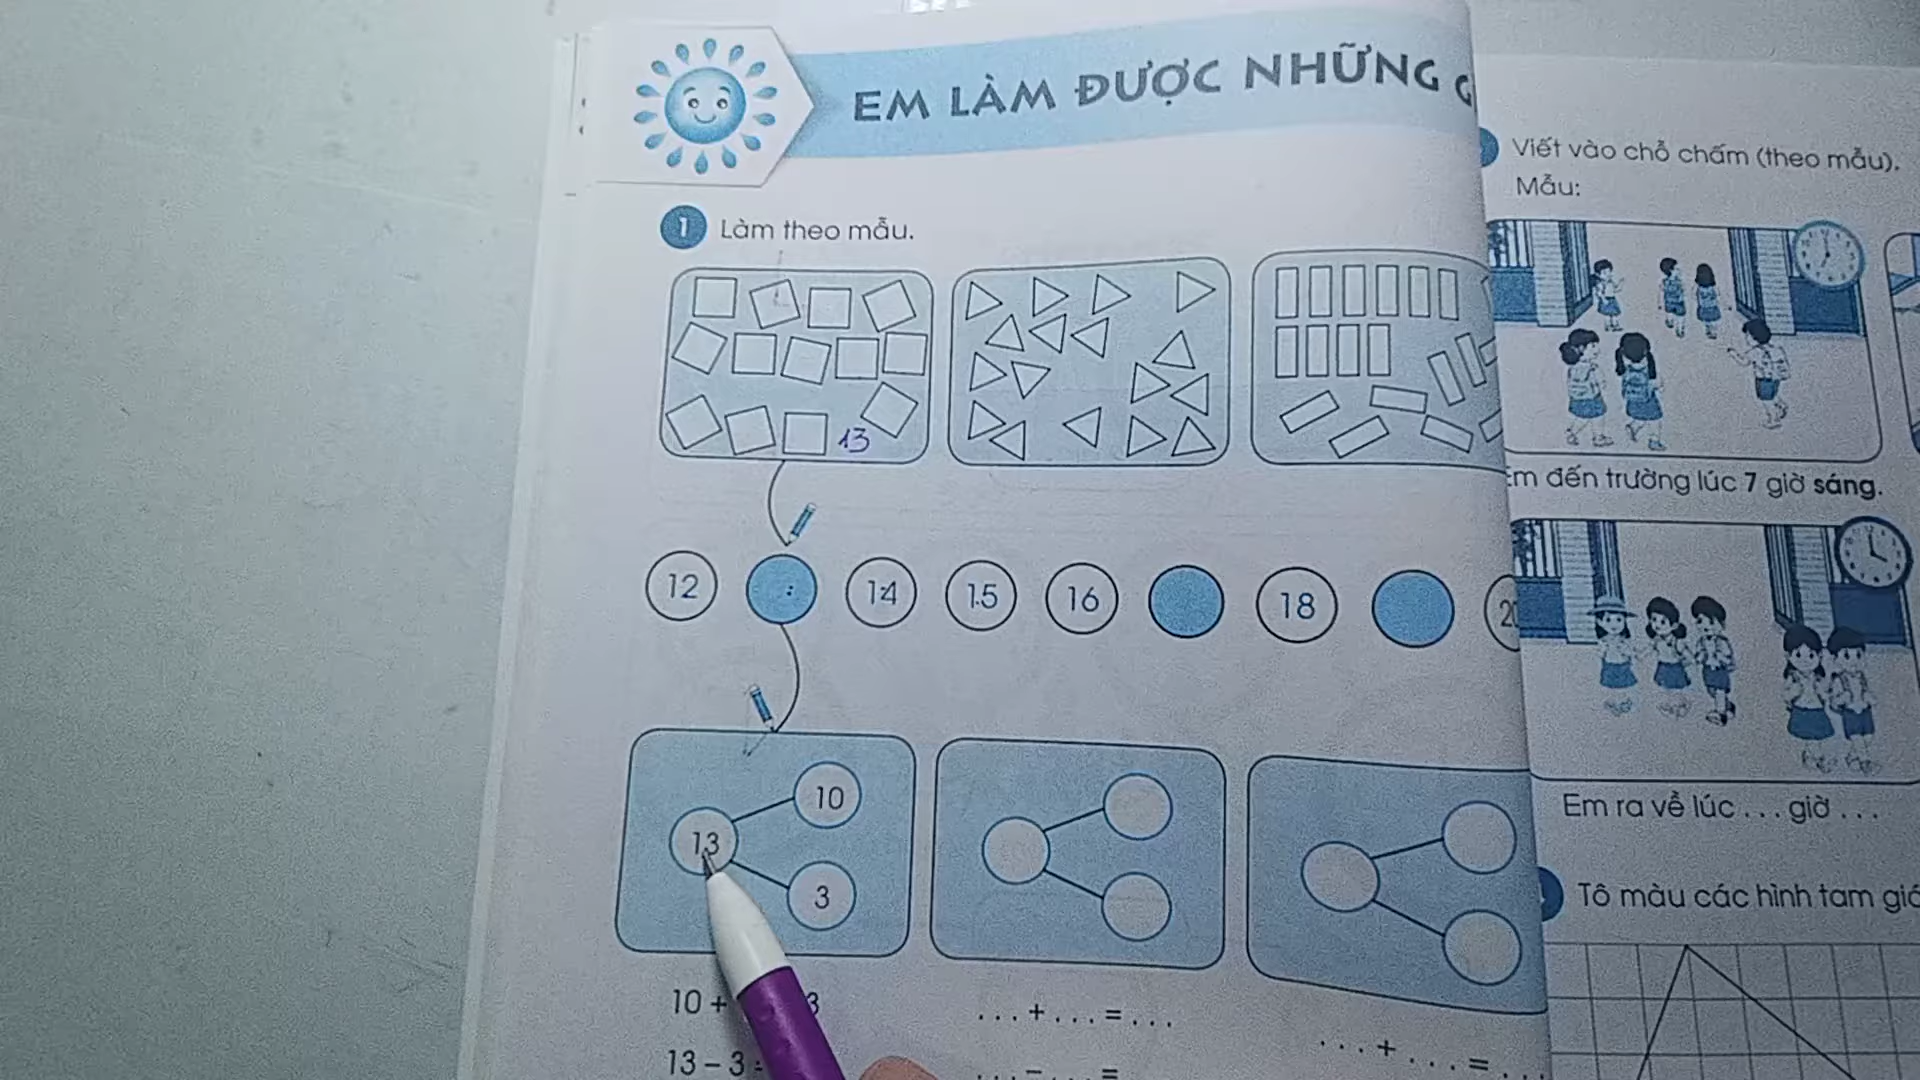 EM LÀM ĐƯỢC NHỮNG G
1 Làm theo mẫu.
13
12 14 15 16 18
10
13
3
10 + 3
13 – 3
. . . + . . . = . . .
. . . – . . . =
. . . + . . . = . . .
Viết vào chỗ chấm (theo mẫu).
Mẫu:
Em đến trường lúc 7 giờ sáng.
Em ra về lúc . . . giờ . . .
Tô màu các hình tam giá